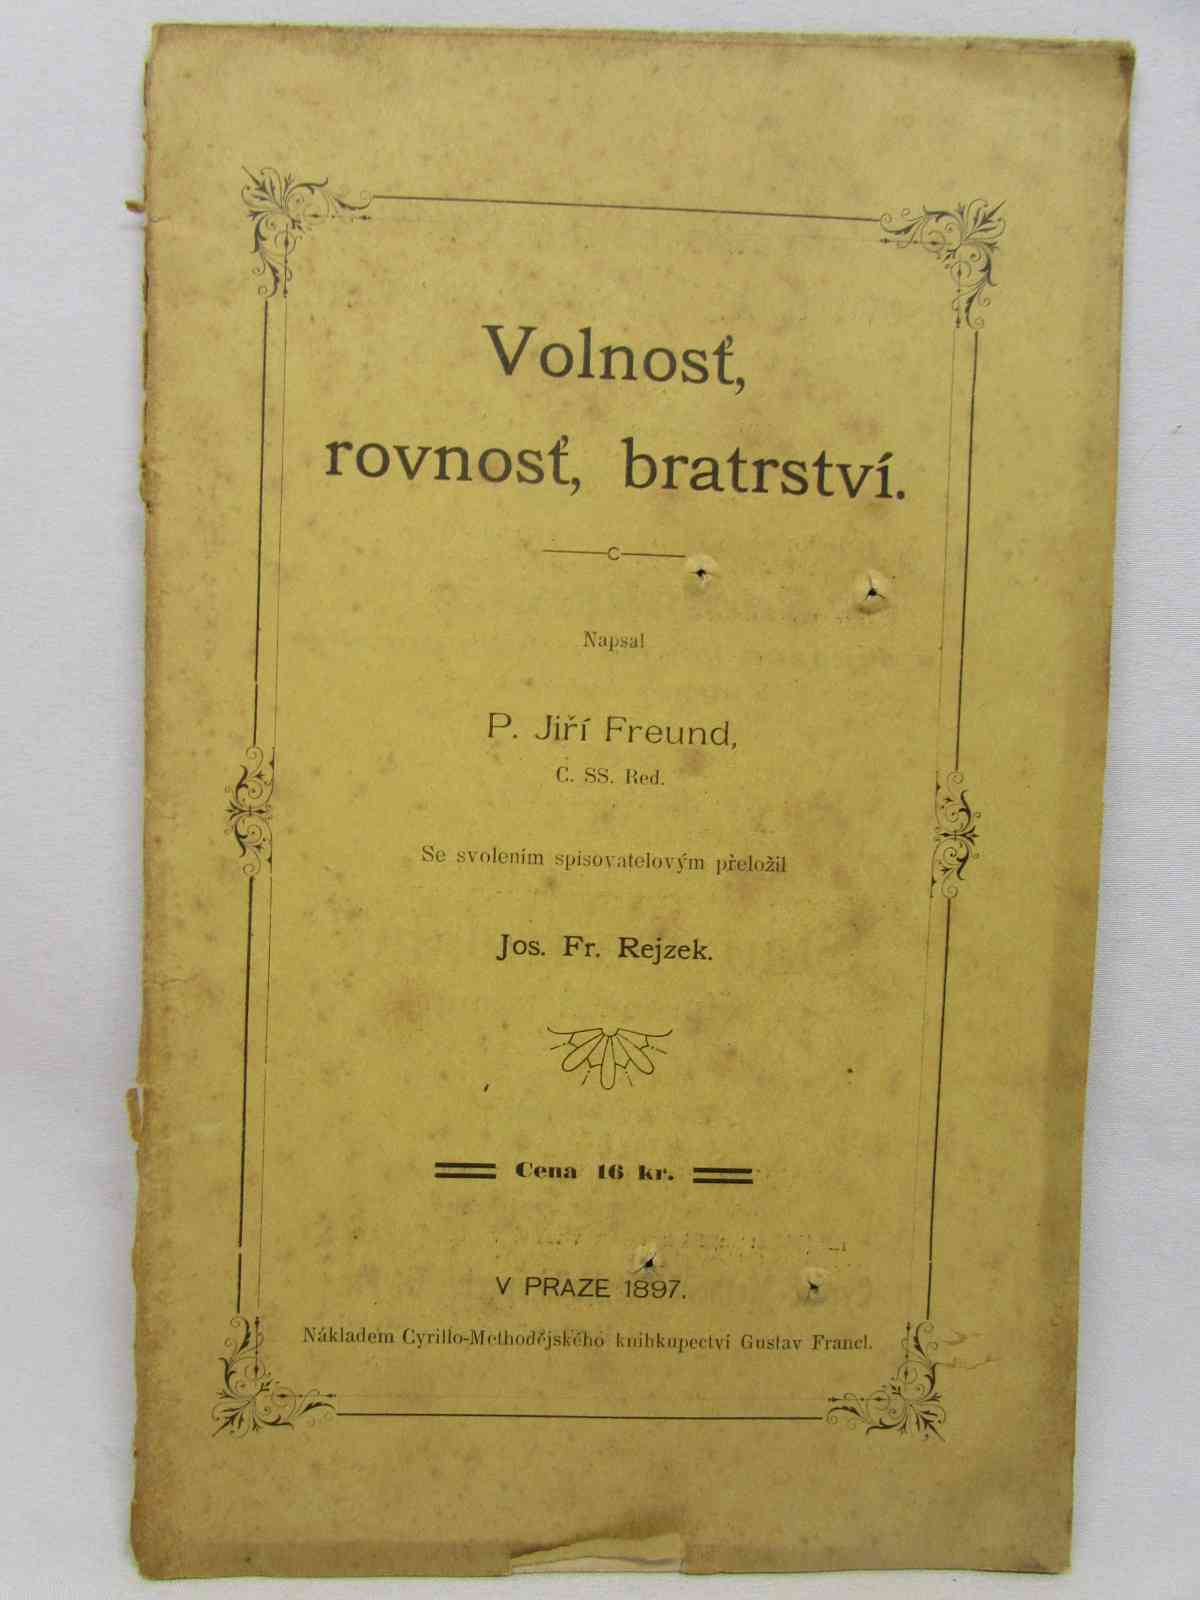 Volnosť,
rovnosť, bratrství.
Napsal
P. Jiří Freund,
C. SS. Red.
Se svolením spisovatelovým přeložil
Jos. Fr. Rejzek.
Cena 16 kr.
V PRAZE 1897.
Nákladem Cyrillo-Methodějského knihkupectví Gustav Francl.